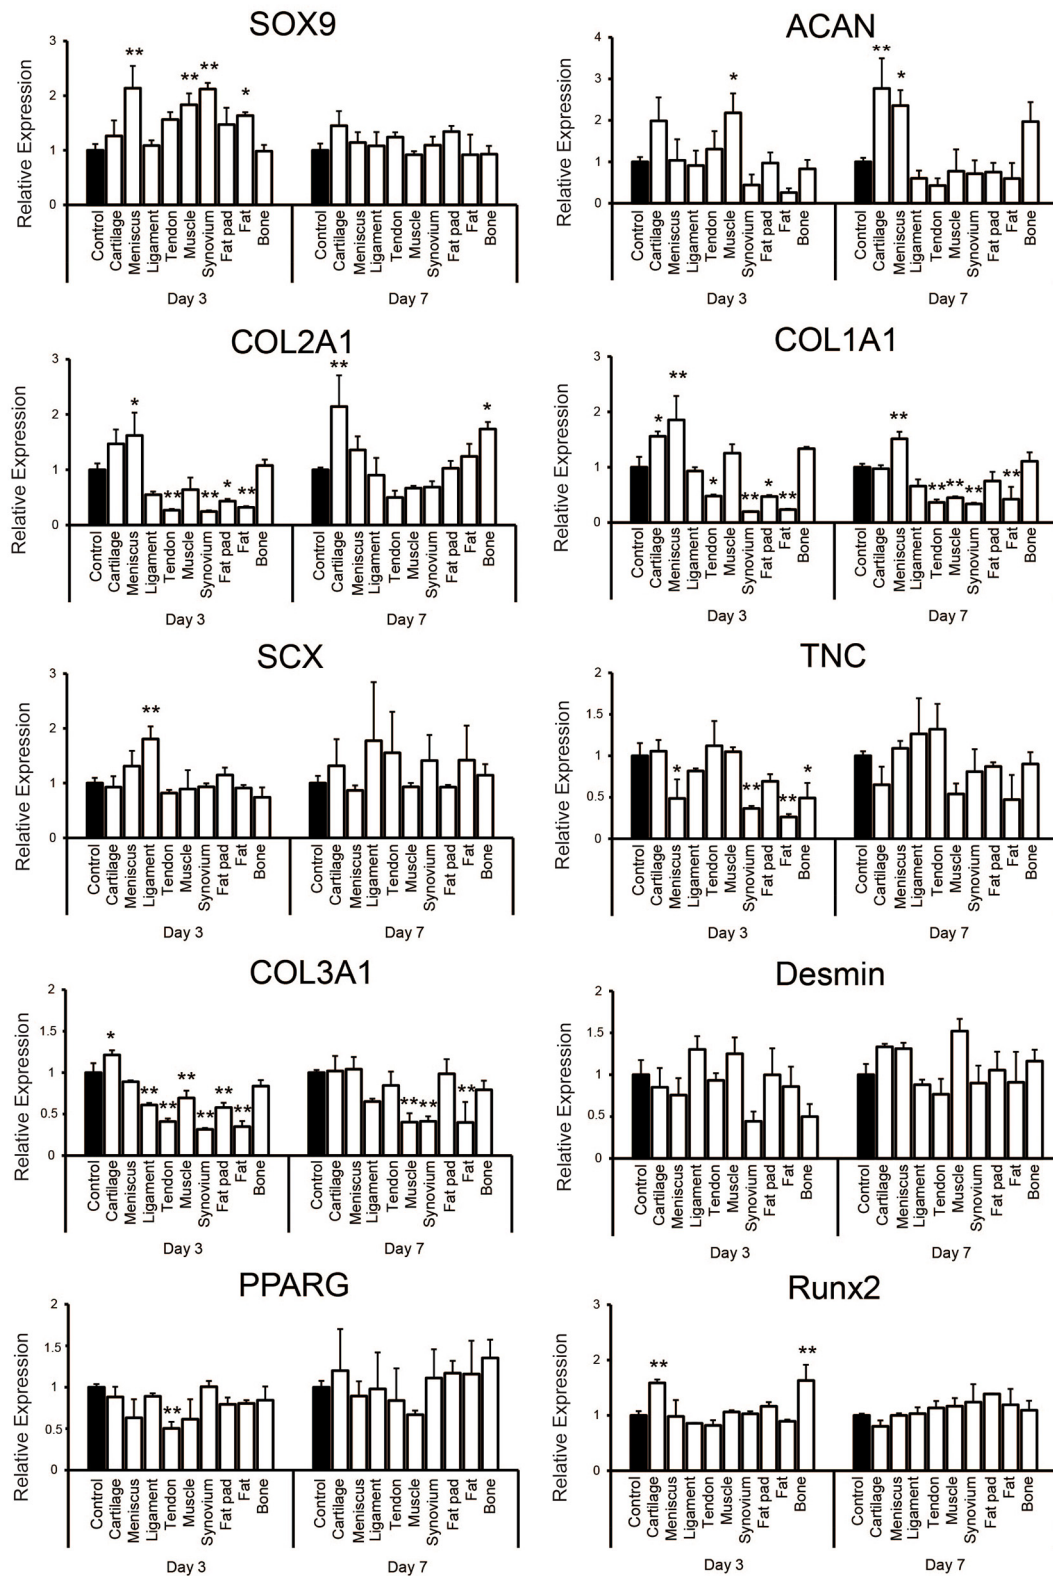 SOX9
Relative Expression
3
2
1
0
**
**
**
*
Control
Cartilage
Meniscus
Ligament
Tendon
Muscle
Synovium
Fat pad
Fat
Bone
Control
Cartilage
Meniscus
Ligament
Tendon
Muscle
Synovium
Fat pad
Fat
Bone
Day 3
Day 7
ACAN
Relative Expression
4
3
2
1
0
*
**
*
Control
Cartilage
Meniscus
Ligament
Tendon
Muscle
Synovium
Fat pad
Fat
Bone
Control
Cartilage
Meniscus
Ligament
Tendon
Muscle
Synovium
Fat pad
Fat
Bone
Day 3
Day 7
COL2A1
Relative Expression
3
2
1
0
*
**
**
*
**
**
*
Control
Cartilage
Meniscus
Ligament
Tendon
Muscle
Synovium
Fat pad
Fat
Bone
Control
Cartilage
Meniscus
Ligament
Tendon
Muscle
Synovium
Fat pad
Fat
Bone
Day 3
Day 7
COL1A1
Relative Expression
3
2
1
0
*
**
*
**
*
**
**
**
**
**
**
Control
Cartilage
Meniscus
Ligament
Tendon
Muscle
Synovium
Fat pad
Fat
Bone
Control
Cartilage
Meniscus
Ligament
Tendon
Muscle
Synovium
Fat pad
Fat
Bone
Day 3
Day 7
SCX
Relative Expression
3
2
1
0
**
Control
Cartilage
Meniscus
Ligament
Tendon
Muscle
Synovium
Fat pad
Fat
Bone
Control
Cartilage
Meniscus
Ligament
Tendon
Muscle
Synovium
Fat pad
Fat
Bone
Day 3
Day 7
TNC
Relative Expression
2
1.5
1
0.5
0
*
**
**
*
Control
Cartilage
Meniscus
Ligament
Tendon
Muscle
Synovium
Fat pad
Fat
Bone
Control
Cartilage
Meniscus
Ligament
Tendon
Muscle
Synovium
Fat pad
Fat
Bone
Day 3
Day 7
COL3A1
Relative Expression
2
1.5
1
0.5
0
*
**
**
**
**
**
**
**
**
**
Control
Cartilage
Meniscus
Ligament
Tendon
Muscle
Synovium
Fat pad
Fat
Bone
Control
Cartilage
Meniscus
Ligament
Tendon
Muscle
Synovium
Fat pad
Fat
Bone
Day 3
Day 7
Desmin
Relative Expression
2
1.5
1
0.5
0
Control
Cartilage
Meniscus
Ligament
Tendon
Muscle
Synovium
Fat pad
Fat
Bone
Control
Cartilage
Meniscus
Ligament
Tendon
Muscle
Synovium
Fat pad
Fat
Bone
Day 3
Day 7
PPARG
Relative Expression
2
1.5
1
0.5
0
**
Control
Cartilage
Meniscus
Ligament
Tendon
Muscle
Synovium
Fat pad
Fat
Bone
Control
Cartilage
Meniscus
Ligament
Tendon
Muscle
Synovium
Fat pad
Fat
Bone
Day 3
Day 7
Runx2
Relative Expression
3
2
1
0
**
**
Control
Cartilage
Meniscus
Ligament
Tendon
Muscle
Synovium
Fat pad
Fat
Bone
Control
Cartilage
Meniscus
Ligament
Tendon
Muscle
Synovium
Fat pad
Fat
Bone
Day 3
Day 7